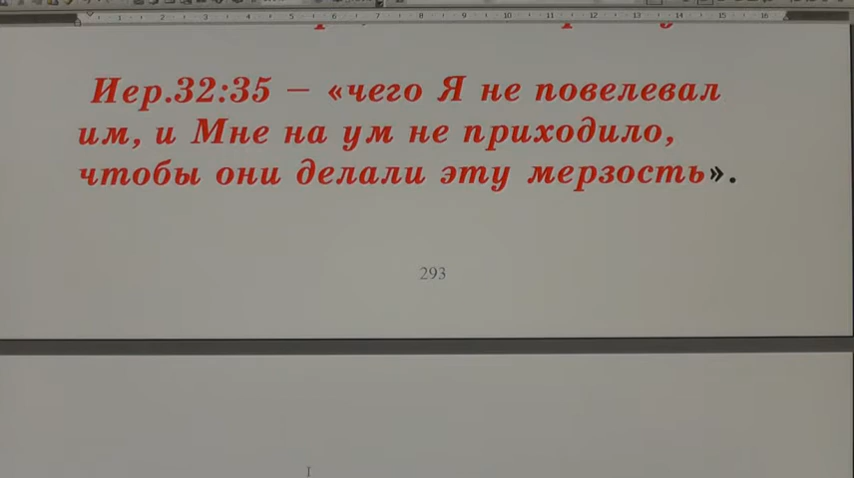 Иер.32:35 – «чего Я не повелевал
им, и Мне на ум не приходило,
чтобы они делали эту мерзость».
293